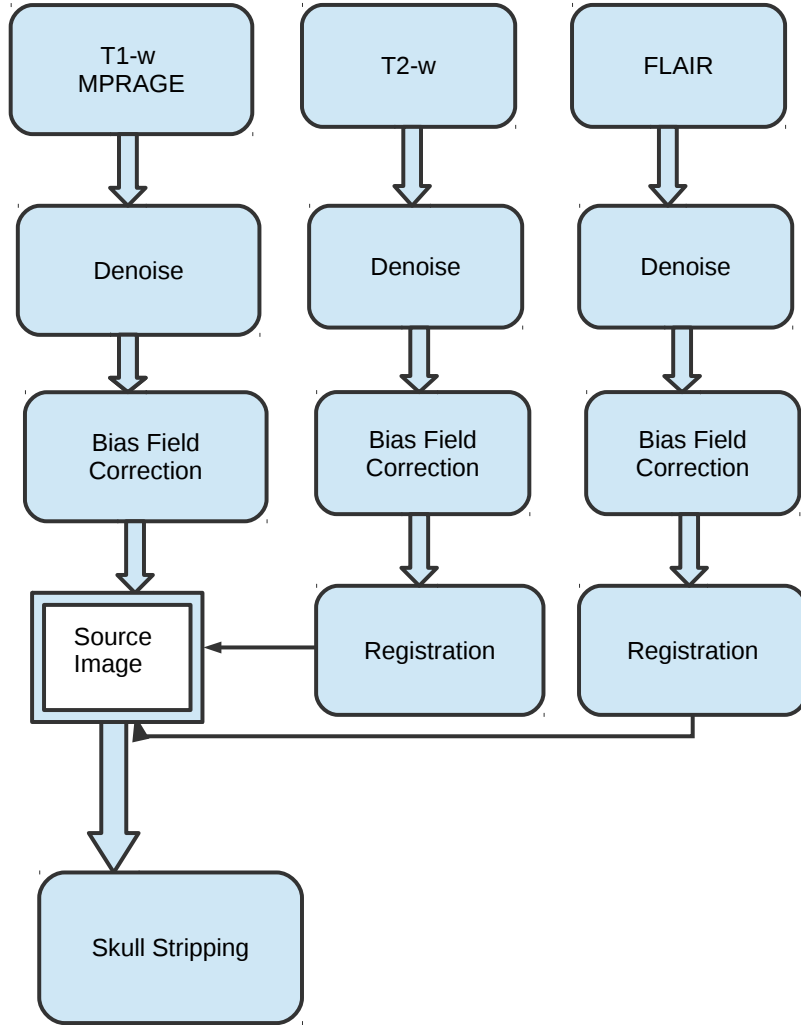 T1-w
MPRAGE
T2-w
FLAIR
Denoise
Denoise
Denoise
Bias Field
Correction
Bias Field
Correction
Bias Field
Correction
Source
Image
Registration
Registration
Skull Stripping